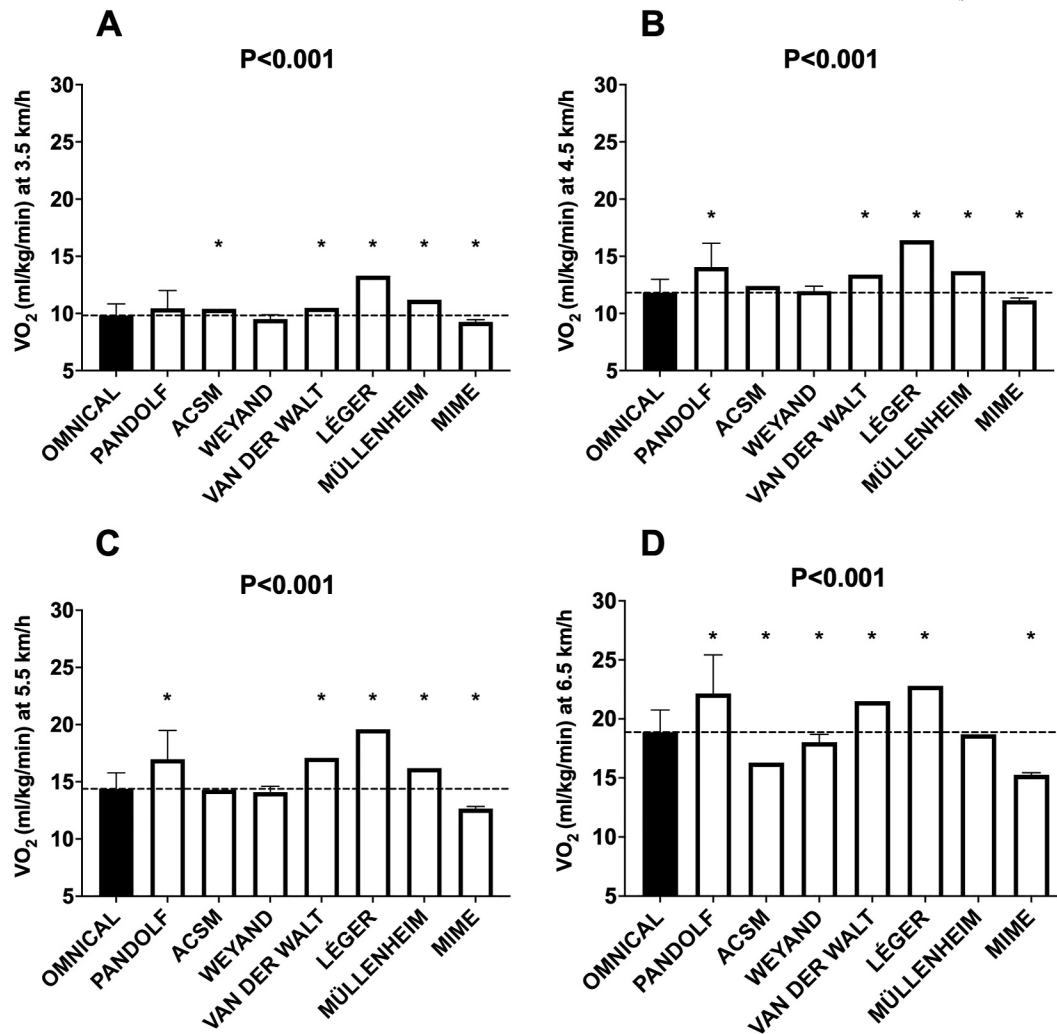 A
P<0.001
VO2 (ml/kg/min) at 3.5 km/h
30
25
20
15
10
5
* * * * *
OMNICAL
PANDOLF
ACSM
WEYAND
VAN DER WALT
LÉGER
MÜLLENHEIM
MIME
B
P<0.001
VO2 (ml/kg/min) at 4.5 km/h
30
25
20
15
10
5
* * * * *
OMNICAL
PANDOLF
ACSM
WEYAND
VAN DER WALT
LÉGER
MÜLLENHEIM
MIME
C
P<0.001
VO2 (ml/kg/min) at 5.5 km/h
30
25
20
15
10
5
* * * * *
OMNICAL
PANDOLF
ACSM
WEYAND
VAN DER WALT
LÉGER
MÜLLENHEIM
MIME
D
P<0.001
VO2 (ml/kg/min) at 6.5 km/h
30
25
20
15
10
5
* * * * * *
OMNICAL
PANDOLF
ACSM
WEYAND
VAN DER WALT
LÉGER
MÜLLENHEIM
MIME